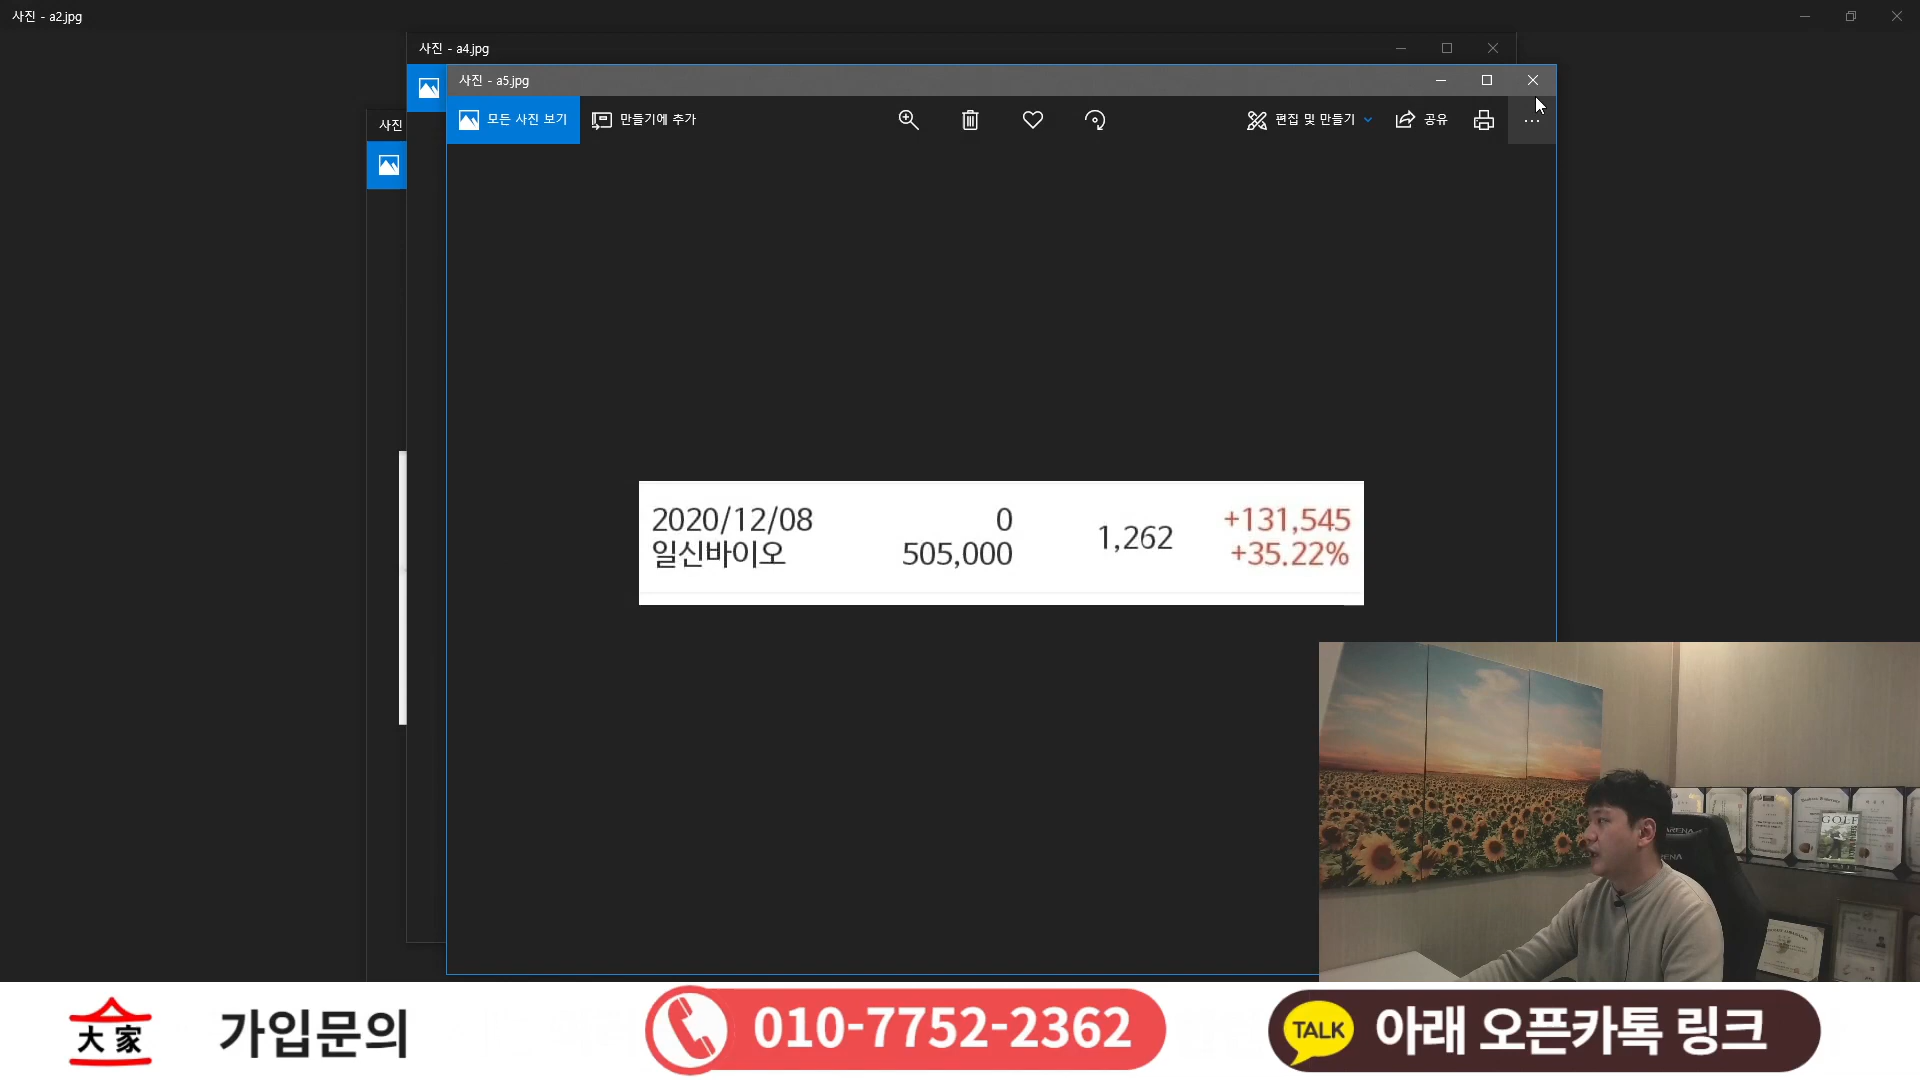 사진 - a2.jpg
사진 - a4.jpg
사진 - a5.jpg
사진
모든 사진 보기
만들기에 추가
편집 및 만들기
공유
2020/12/08 0 1,262 +131,545
일신바이오 505,000 +35.22%
GOLF
ARENA
大家
가입문의
010-7752-2362
TALK
아래 오픈카톡 링크